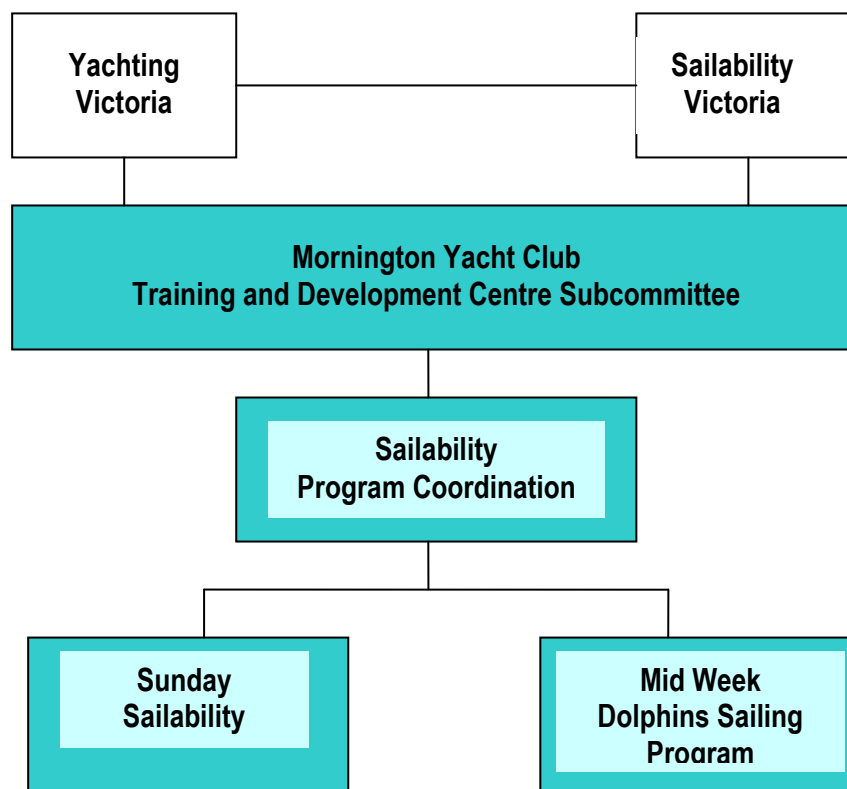 Yachting
Victoria
Sailability
Victoria
Mornington Yacht Club
Training and Development Centre Subcommittee
Sailability
Program Coordination
Sunday
Sailability
Mid Week
Dolphins Sailing
Program